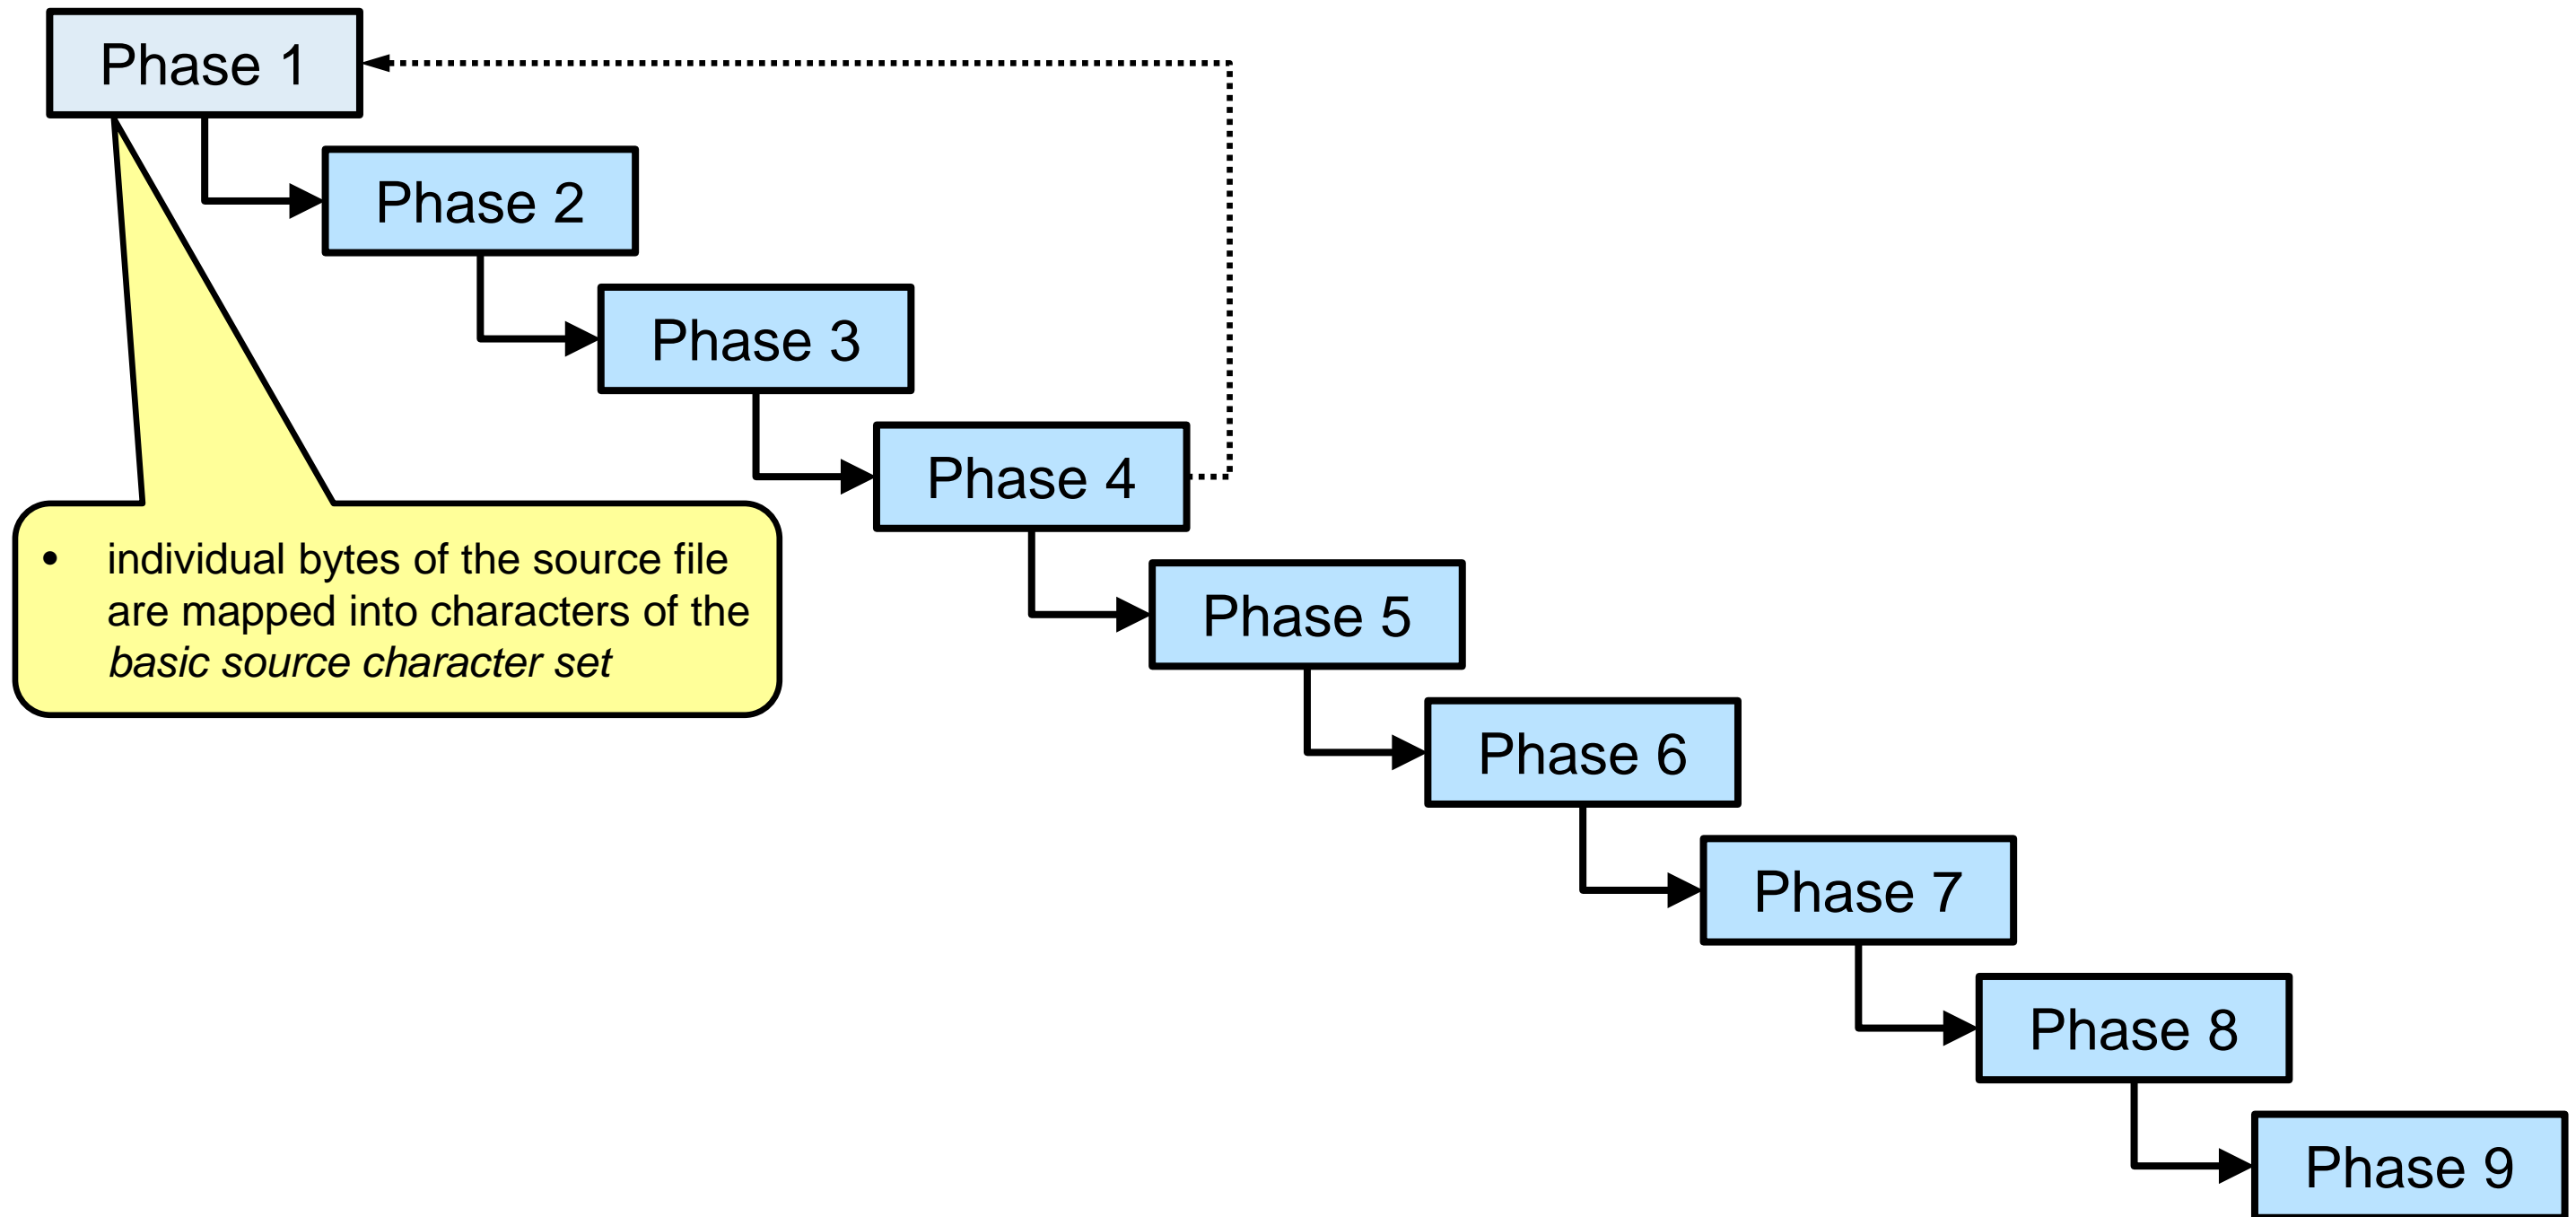 Phase 1
Phase 2
Phase 3
Phase 4
• individual bytes of the source file
are mapped into characters of the
basic source character set
Phase 5
Phase 6
Phase 7
Phase 8
Phase 9